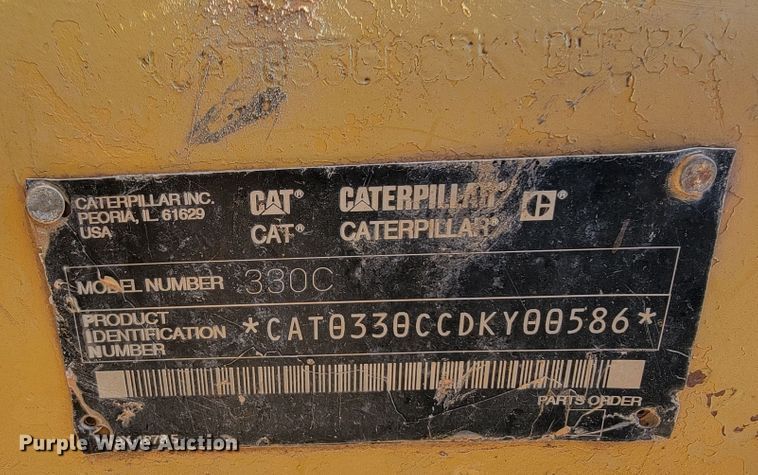 CATERPILLAR INC.
PEORIA, IL 61629
USA
CAT® CATERPILLAR®
CAT® CATERPILLAR®
MODEL NUMBER 330C
PRODUCT
IDENTIFICATION
NUMBER
*CAT0330CCDKY00586*
PARTS ORDER
Purple Wave Auction